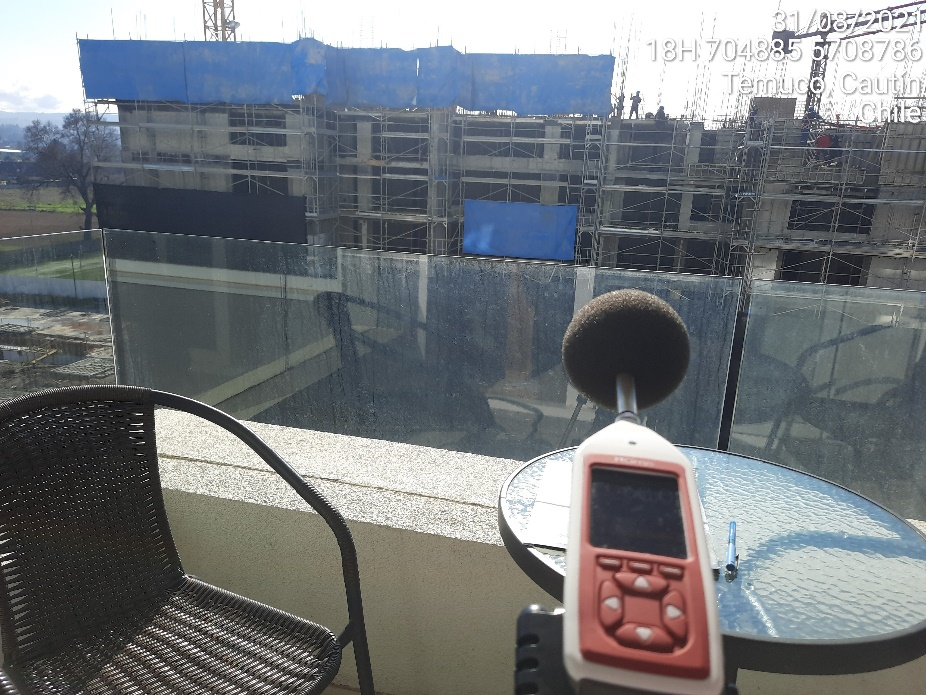 31/08/2021
18H 704885 5708786
Temuco, Cautín
Chile